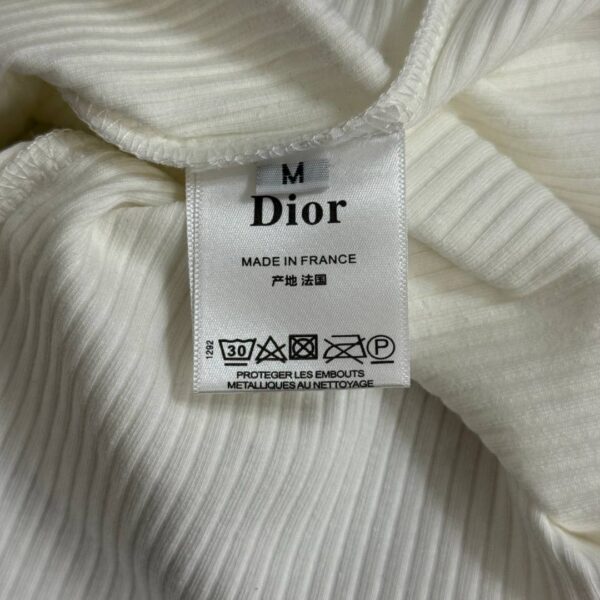 M
Dior
MADE IN FRANCE
产地 法国
1292
30 P
PROTEGER LES EMBOUTS
METALLIQUES AU NETTOYAGE